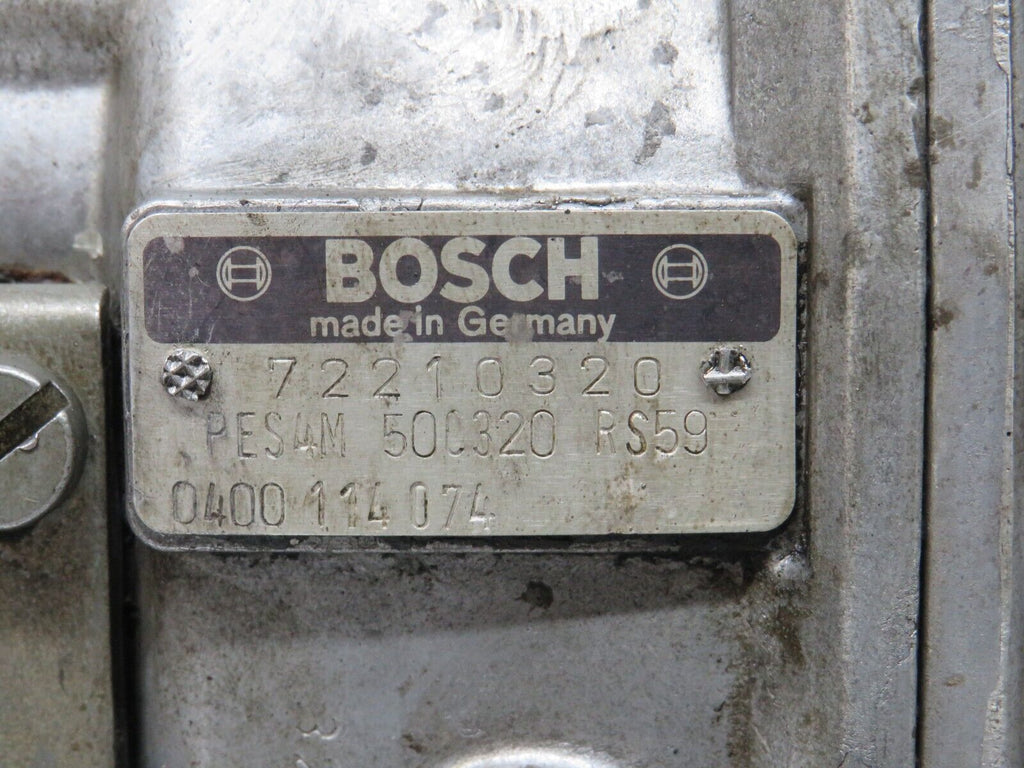 BOSCH
made in Germany
72210320
PES4M 50C320 RS59
0400 114 074